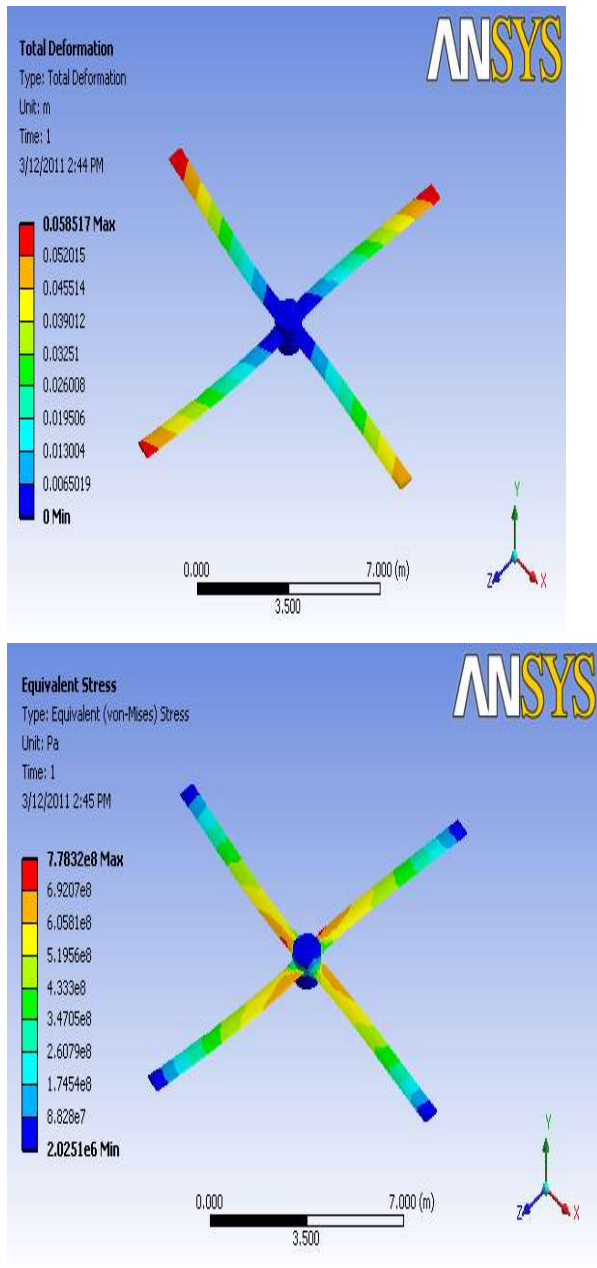 ANSYS
Total Deformation
Type: Total Deformation
Unit: m
Time: 1
3/12/2011 2:44 PM
0.058517 Max
0.052015
0.045514
0.039012
0.03251
0.026008
0.019506
0.013004
0.0065019
0 Min
0.000 7.000 (m)
3.500
Y
Z X
ANSYS
Equivalent Stress
Type: Equivalent (von-Mises) Stress
Unit: Pa
Time: 1
3/12/2011 2:45 PM
7.7832e8 Max
6.9207e8
6.0581e8
5.1956e8
4.333e8
3.4705e8
2.6079e8
1.7454e8
8.828e7
2.0251e6 Min
0.000 7.000 (m)
3.500
Y
Z X